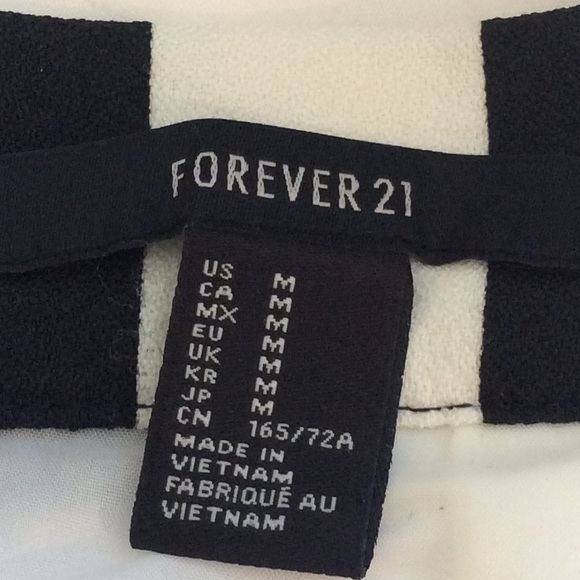 FOREVER 21
US M
CA M
MX M
EU M
UK M
KR M
JP M
CN 165/72A
MADE IN
VIETNAM
FABRIQUÉ AU
VIETNAM